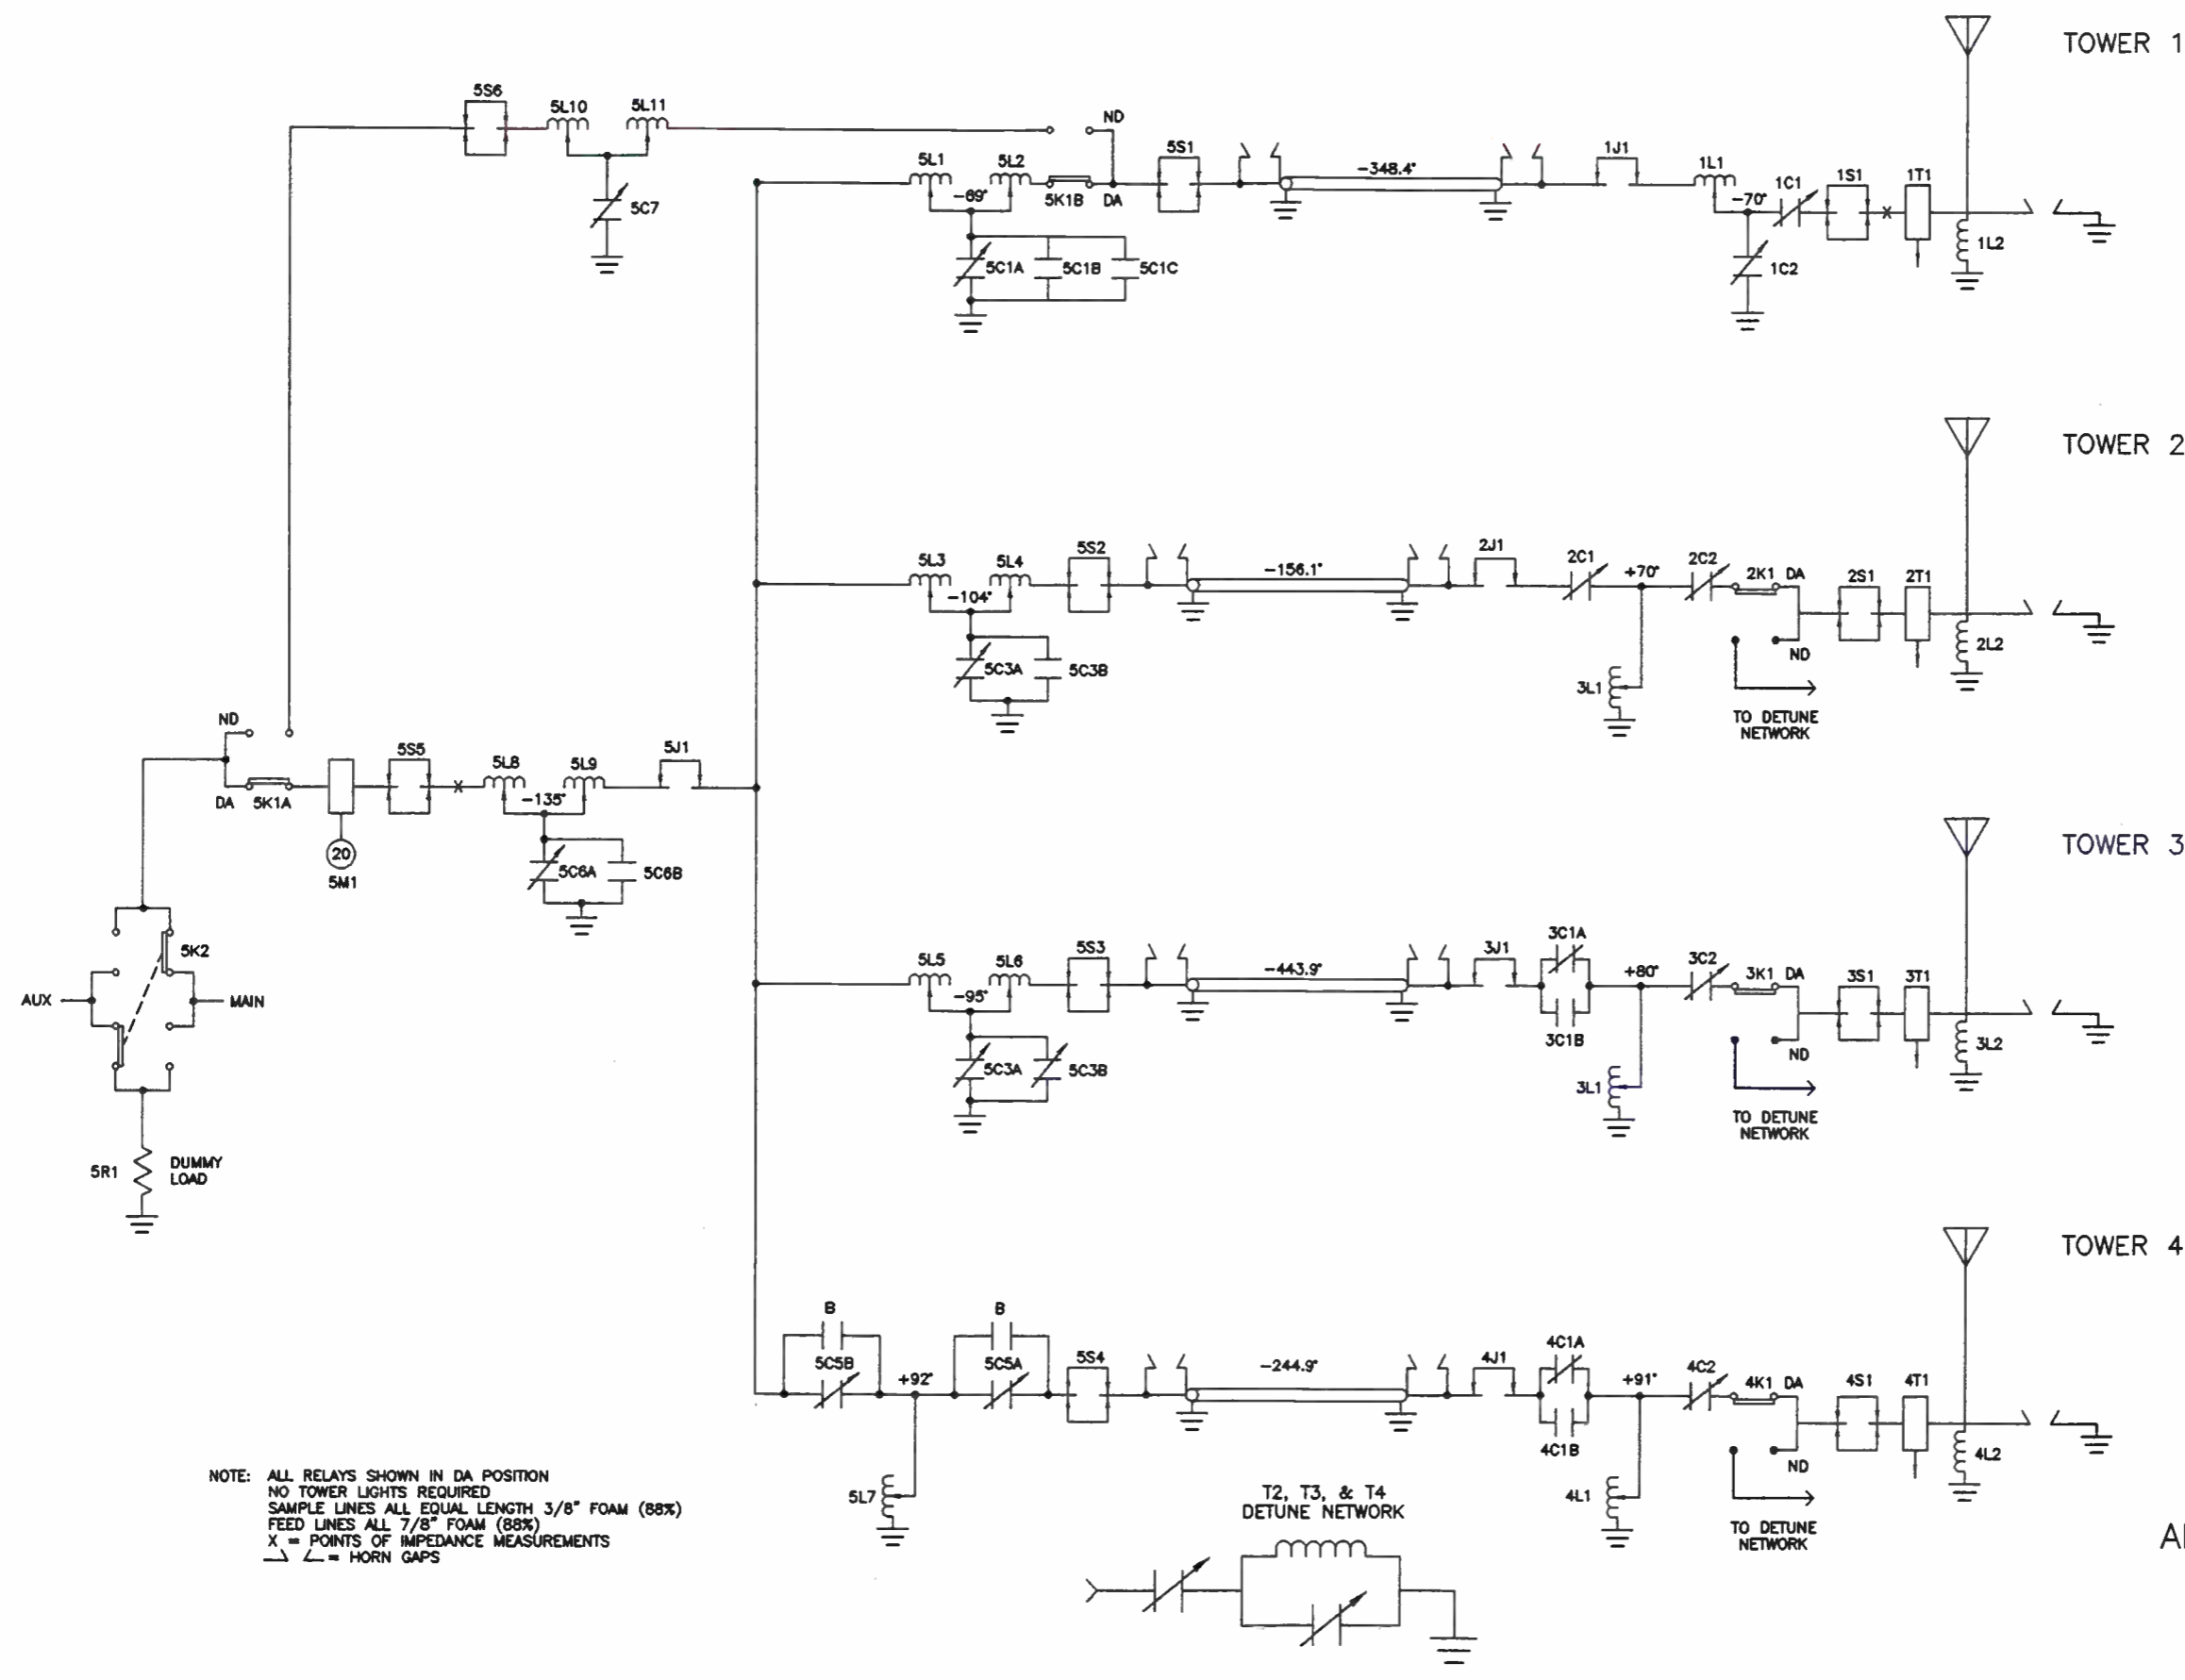 TOWER 1
5S6
5L10
5L11
5C7
ND
5L1
5L2
-69°
5K1B
DA
5S1
-348.4°
1J1
1L1
-70°
1C1
1S1
1T1
1L2
1C2
5C1A
5C1B
5C1C
TOWER 2
5L3
5L4
-104°
5S2
-156.1°
2J1
2C1
+70°
2C2
2K1
DA
2S1
2T1
2L2
5C3A
5C3B
3L1
ND
TO DETUNE
NETWORK
ND
DA
5K1A
20
5M1
5S5
5L8
5L9
-135°
5J1
5C6A
5C6B
TOWER 3
5L5
5L6
-95°
5S3
-443.9°
3J1
3C1A
3C1B
+80°
3C2
3K1
DA
3S1
3T1
3L2
5C3A
5C3B
3L1
ND
TO DETUNE
NETWORK
5K2
AUX
MAIN
5R1
DUMMY
LOAD
TOWER 4
B
5C5B
+92°
B
5C5A
5S4
-244.9°
4J1
4C1A
4C1B
+91°
4C2
4K1
DA
4S1
4T1
4L2
5L7
4L1
ND
TO DETUNE
NETWORK
NOTE: ALL RELAYS SHOWN IN DA POSITION
NO TOWER LIGHTS REQUIRED
SAMPLE LINES ALL EQUAL LENGTH 3/8" FOAM (88%)
FEED LINES ALL 7/8" FOAM (88%)
X = POINTS OF IMPEDANCE MEASUREMENTS
= HORN GAPS
T2, T3, & T4
DETUNE NETWORK